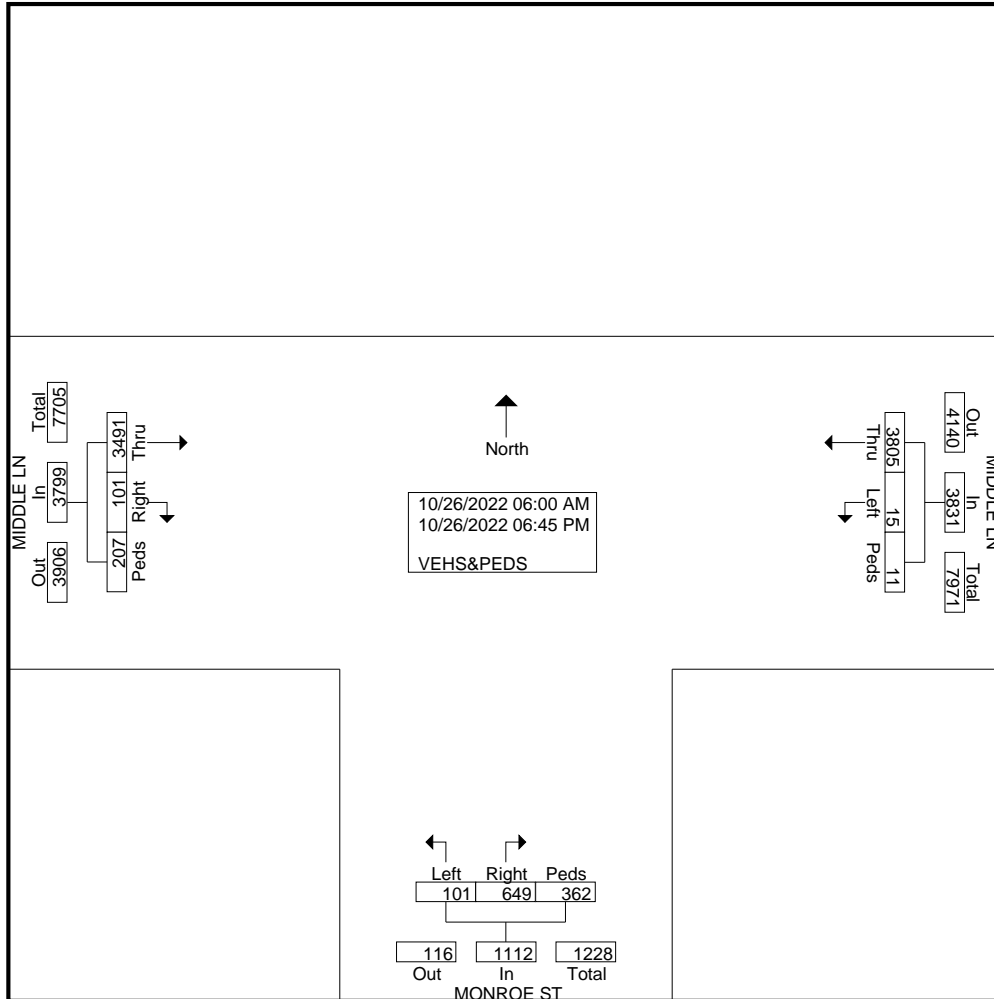 North
10/26/2022 06:00 AM
10/26/2022 06:45 PM
VEHS&PEDS
MIDDLE LN
Out In Total
3906 3799 7705
3491 101 207
Thru Right Peds
MIDDLE LN
Out In Total
4140 3831 7971
3805 15 11
Thru Left Peds
Left Right Peds
101 649 362
116 1112 1228
Out In Total
MONROE ST